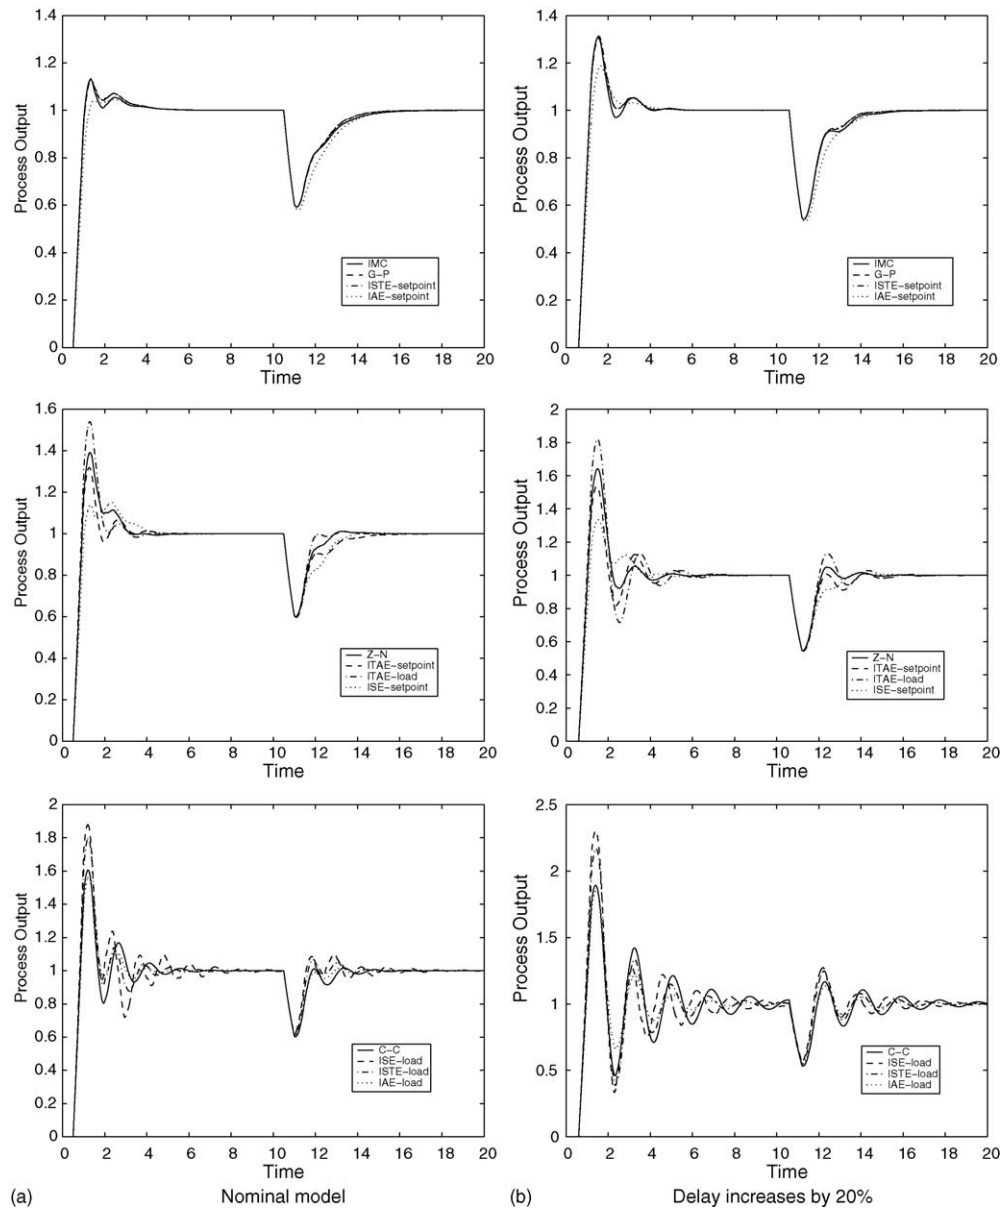 1.4
1.2
1
0.8
0.6
0.4
0.2
0
Process Output
IMC
G–P
ISTE–setpoint
IAE–setpoint
0 2 4 6 8 10 12 14 16 18 20
Time
1.4
1.2
1
0.8
0.6
0.4
0.2
0
Process Output
IMC
G–P
ISTE–setpoint
IAE–setpoint
0 2 4 6 8 10 12 14 16 18 20
Time
1.6
1.4
1.2
1
0.8
0.6
0.4
0.2
0
Process Output
Z–N
ITAE–setpoint
ITAE–load
ISE–setpoint
0 2 4 6 8 10 12 14 16 18 20
Time
2
1.8
1.6
1.4
1.2
1
0.8
0.6
0.4
0.2
0
Process Output
Z–N
ITAE–setpoint
ITAE–load
ISE–setpoint
0 2 4 6 8 10 12 14 16 18 20
Time
2
1.8
1.6
1.4
1.2
1
0.8
0.6
0.4
0.2
0
Process Output
C–C
ISE–load
ISTE–load
IAE–load
0 2 4 6 8 10 12 14 16 18 20
Time
2.5
2
1.5
1
0.5
0
Process Output
C–C
ISE–load
ISTE–load
IAE–load
0 2 4 6 8 10 12 14 16 18 20
Time
(a) Nominal model
(b) Delay increases by 20%